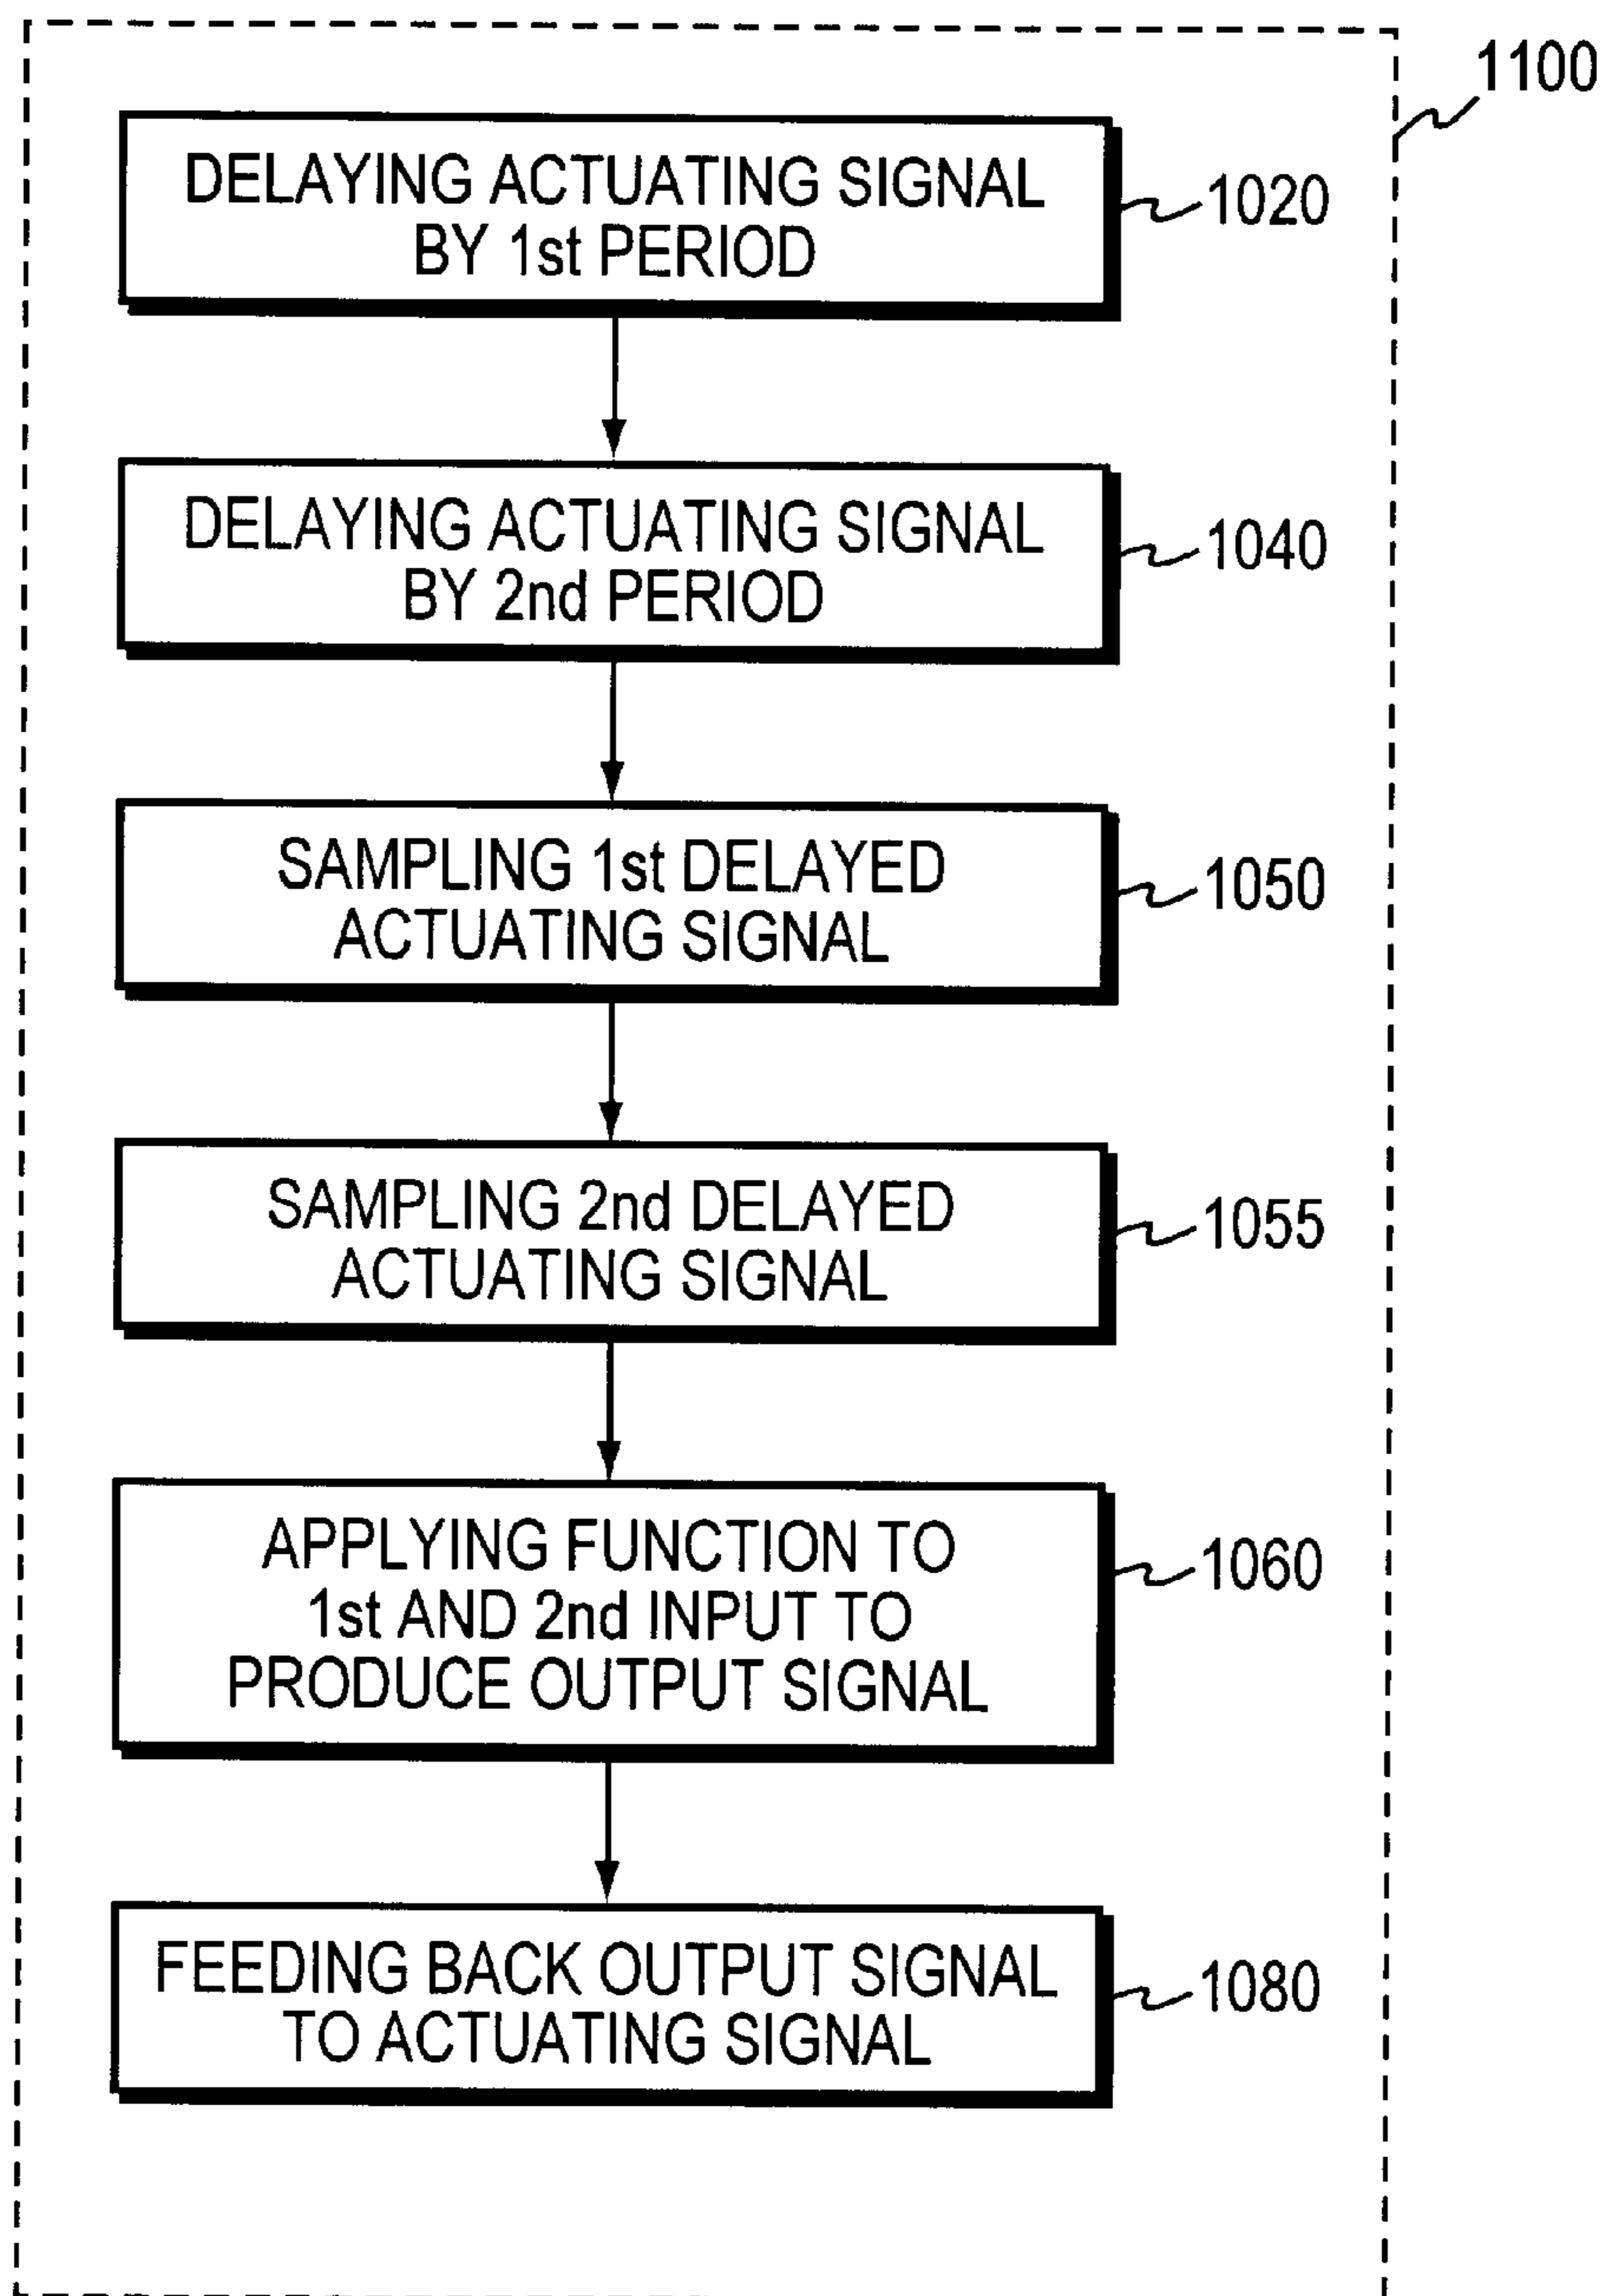 1100
DELAYING ACTUATING SIGNAL
BY 1st PERIOD
1020
DELAYING ACTUATING SIGNAL
BY 2nd PERIOD
1040
SAMPLING 1st DELAYED
ACTUATING SIGNAL
1050
SAMPLING 2nd DELAYED
ACTUATING SIGNAL
1055
APPLYING FUNCTION TO
1st AND 2nd INPUT TO
PRODUCE OUTPUT SIGNAL
1060
FEEDING BACK OUTPUT SIGNAL
TO ACTUATING SIGNAL
1080